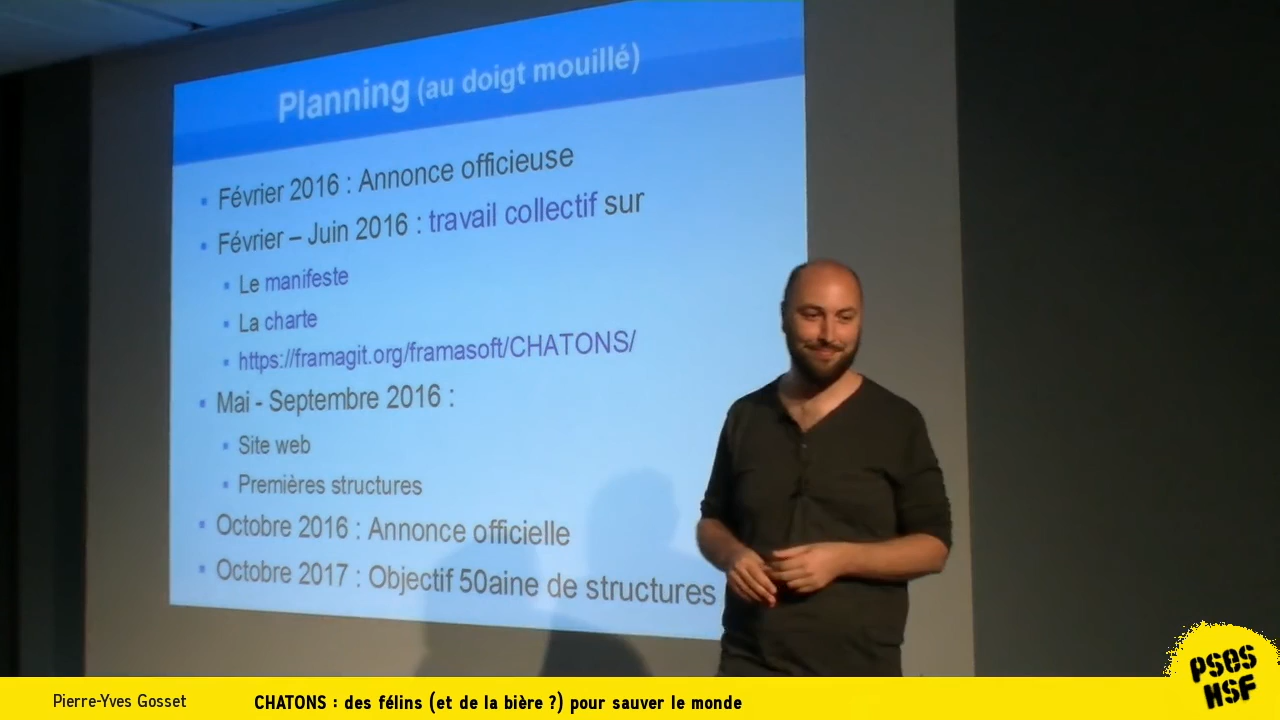 Planning (au doigt mouillé)
Février 2016 : Annonce officieuse
Février – Juin 2016 : travail collectif sur
Le manifeste
La charte
https://framagit.org/framasoft/CHATONS/
Mai - Septembre 2016 :
Site web
Premières structures
Octobre 2016 : Annonce officielle
Octobre 2017 : Objectif 50aine de structures
PSES
HSF
Pierre-Yves Gosset CHATONS : des félins (et de la bière ?) pour sauver le monde